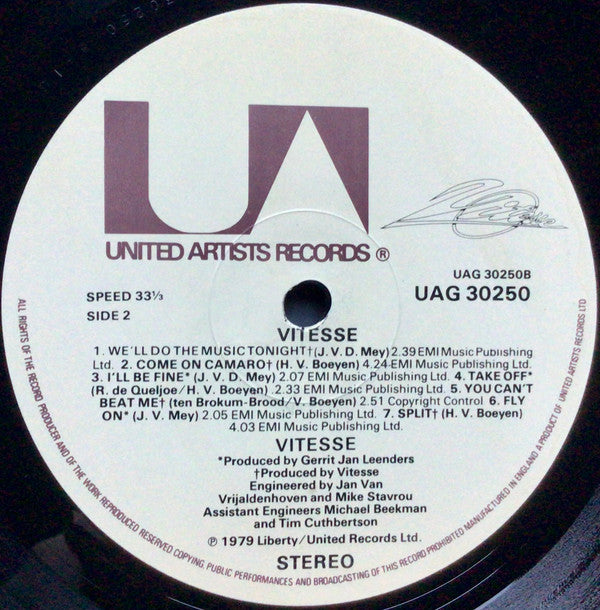 UNITED ARTISTS RECORDS ®
UAG 30250B
SPEED 33⅓
UAG 30250
SIDE 2
VITESSE
1. WE'LL DO THE MUSIC TONIGHT† (J. V. D. Mey) 2.39 EMI Music Publishing
Ltd. 2. COME ON CAMARO† (H. V. Boeyen) 4.24 EMI Music Publishing Ltd.
3. I'LL BE FINE* (J. V. D. Mey) 2.07 EMI Music Publishing Ltd. 4. TAKE OFF*
(R. de Queljoe/H. V. Boeyen) 2.33 EMI Music Publishing Ltd. 5. YOU CAN'T
BEAT ME† (ten Brokum-Brood/V. Boeyen) 2.51 Copyright Control 6. FLY
ON* (J. V. Mey) 2.05 EMI Music Publishing Ltd. 7. SPLIT† (H. V. Boeyen)
4.03 EMI Music Publishing Ltd.
VITESSE
*Produced by Gerrit Jan Leenders
†Produced by Vitesse
Engineered by Jan Van
Vrijaldenhoven and Mike Stavrou
Assistant Engineers Michael Beekman
and Tim Cuthbertson
℗ 1979 Liberty/United Records Ltd.
STEREO
ALL RIGHTS OF THE RECORD PRODUCER AND OF THE OWNER OF THE WORK REPRODUCED RESERVED COPYING, PUBLIC PERFORMANCES AND BROADCASTING OF THIS RECORD PROHIBITED MANUFACTURED IN ENGLAND A PRODUCT OF UNITED ARTISTS RECORDS LTD